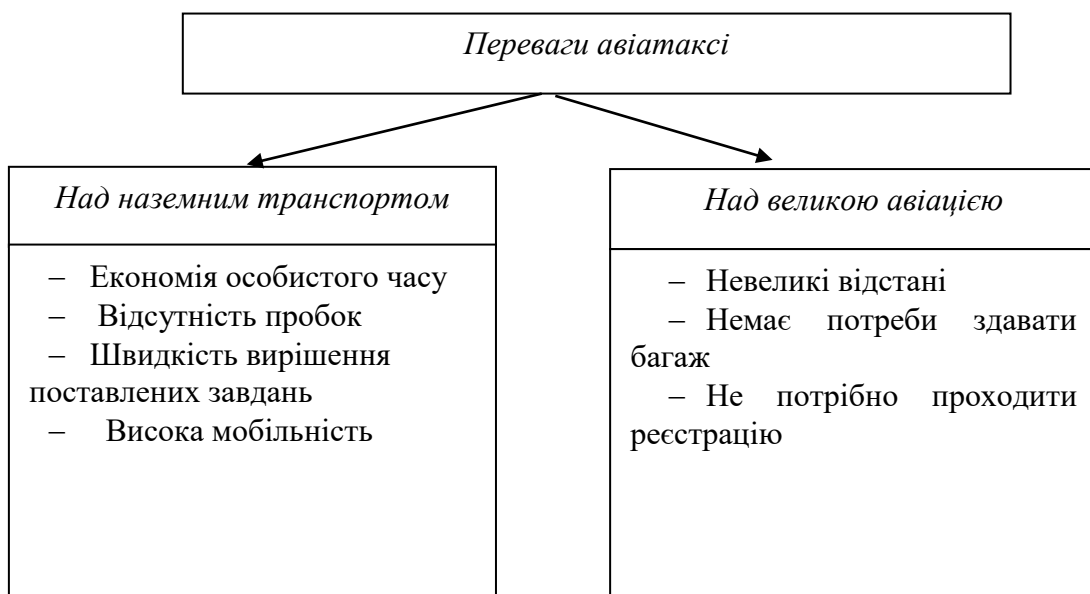 Переваги авіатаксі
Над наземним транспортом
– Економія особистого часу
– Відсутність пробок
– Швидкість вирішення
поставлених завдань
– Висока мобільність
Над великою авіацією
– Невеликі відстані
– Немає потреби здавати
багаж
– Не потрібно проходити
реєстрацію